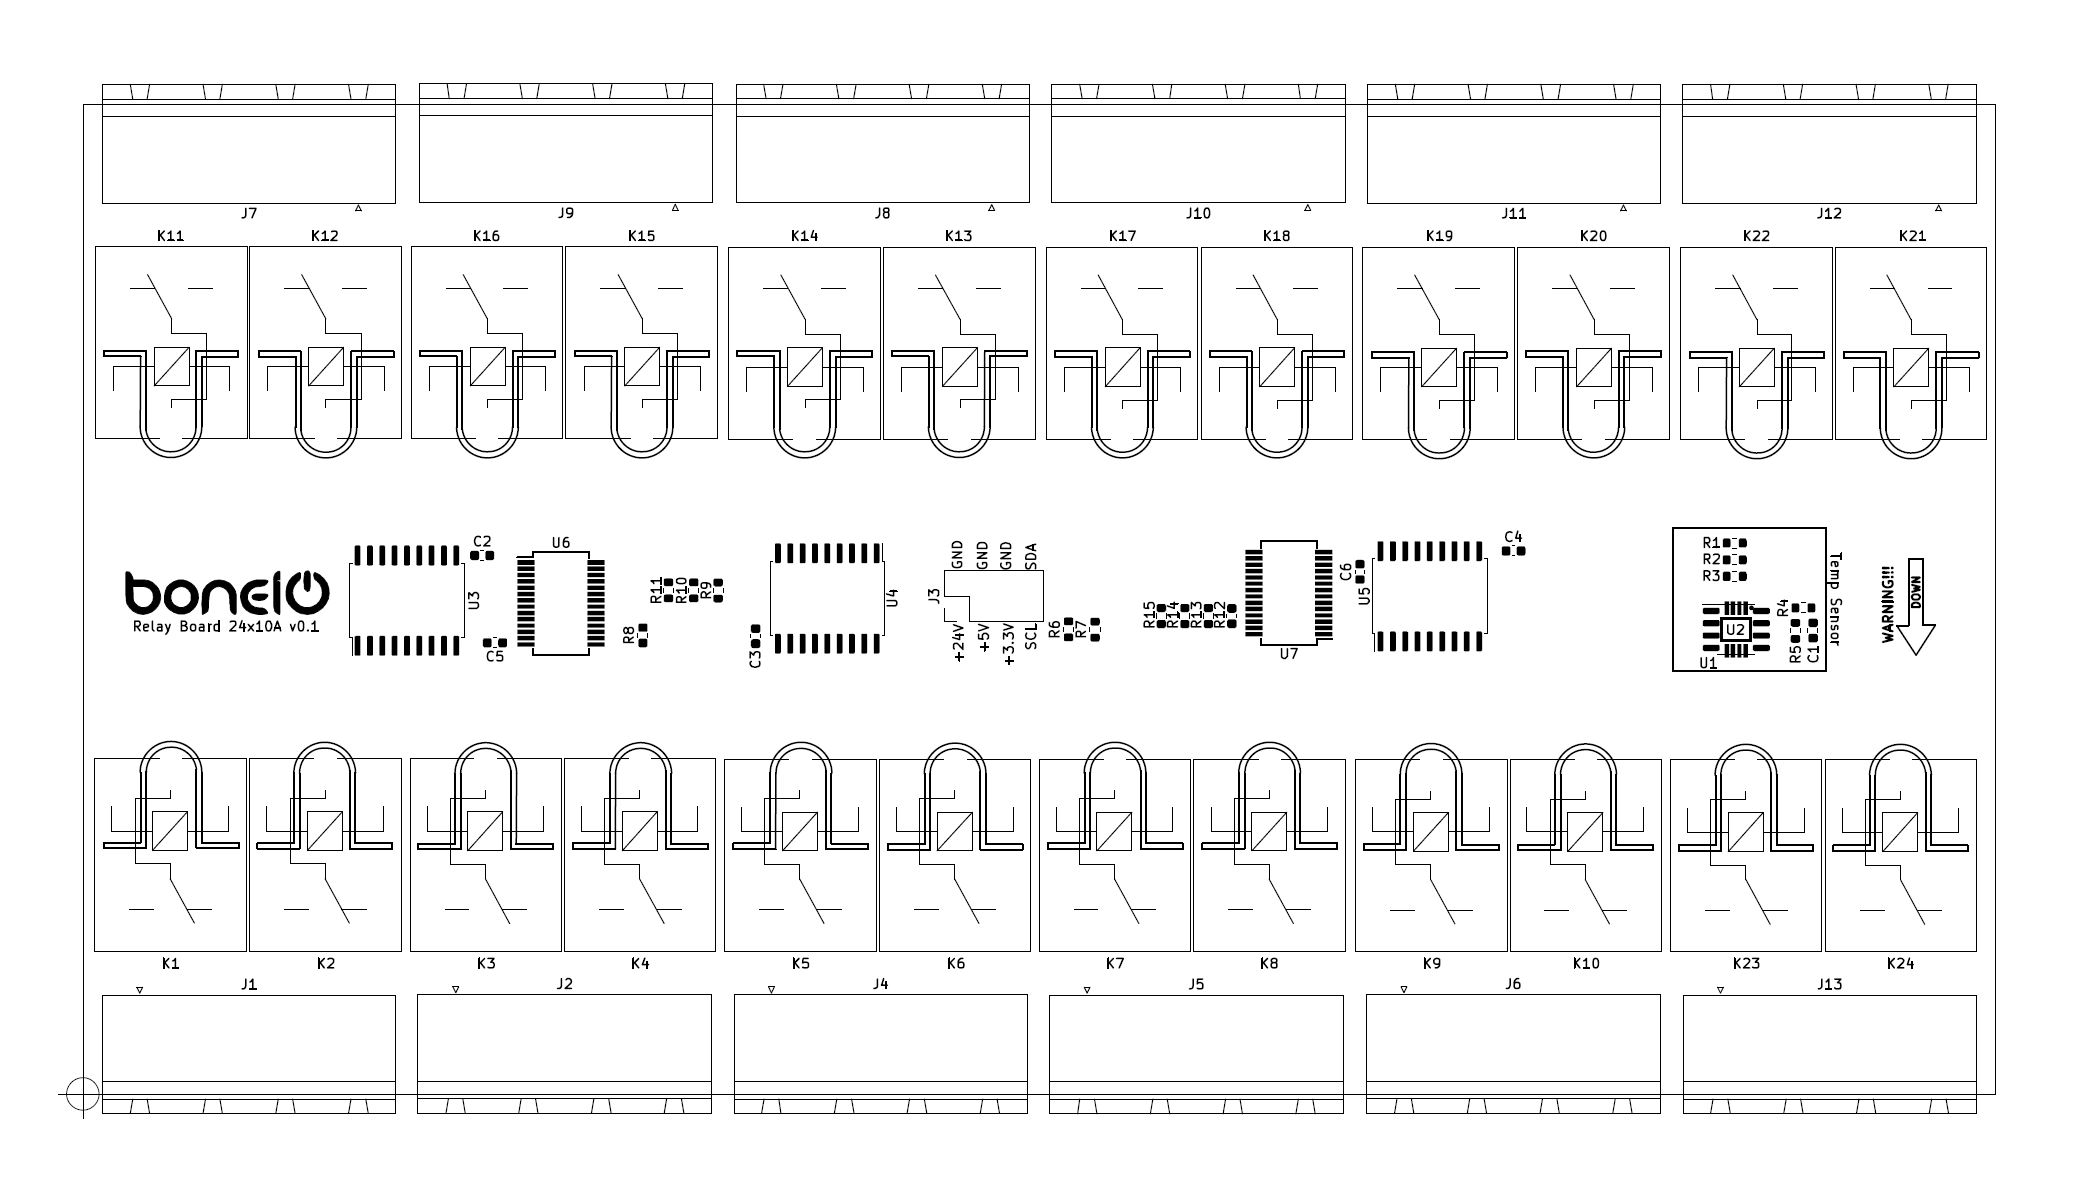 J7 J9 J8 J10 J11 J12
K11 K12 K16 K15 K14 K13 K17 K18 K19 K20 K22 K21
boneIO
Relay Board 24x10A v0.1
U3
C2
C5
U6
R11
R10
R9
R8
C3
U4
J3
GND GND GND SDA
+24V +5V +3.3V SCL
R6
R7
R15
R14
R13
R12
U7
C6
U5
C4
R1
R2
R3
R4
U2
U1
R5
C1
Temp Sensor
WARNING!!!
DOWN
K1 K2 K3 K4 K5 K6 K7 K8 K9 K10 K23 K24
J1 J2 J4 J5 J6 J13